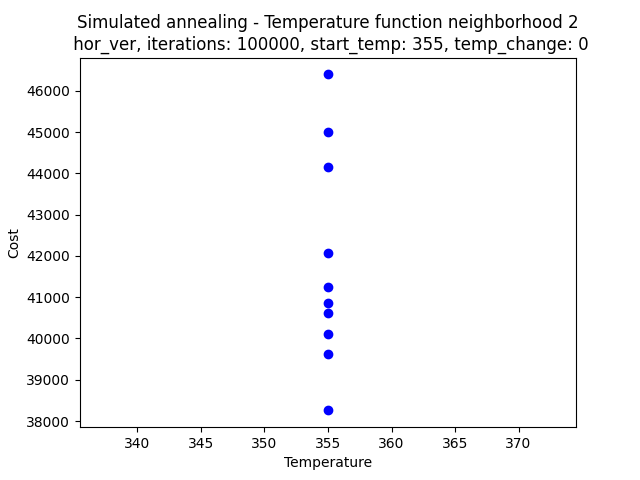 Simulated annealing - Temperature function neighborhood 2
hor_ver, iterations: 100000, start_temp: 355, temp_change: 0
46000
45000
44000
43000
42000
41000
40000
39000
38000
Cost
340 345 350 355 360 365 370
Temperature